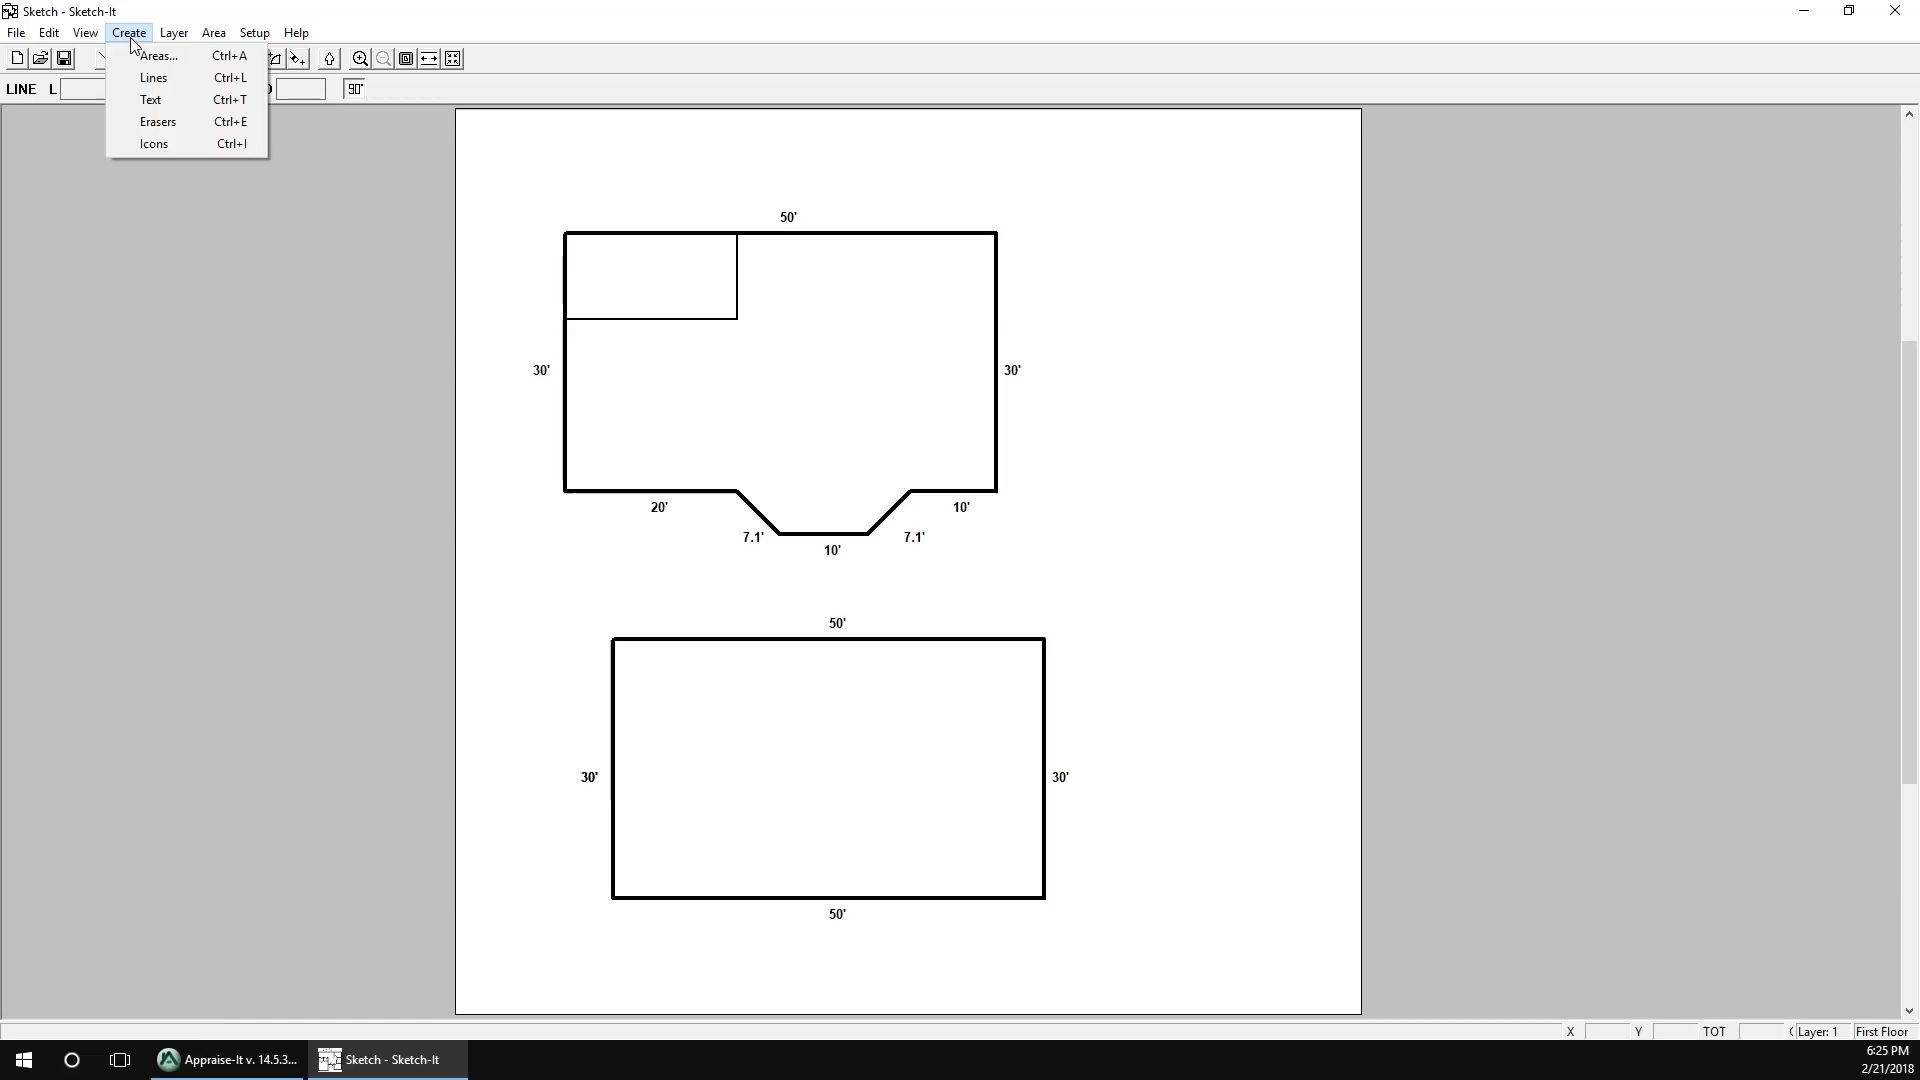 Sketch - Sketch-It
File Edit View Create Layer Area Setup Help
Areas... Ctrl+A
Lines Ctrl+L
Text Ctrl+T
Erasers Ctrl+E
Icons Ctrl+I
LINE L 90°
50'
30' 30'
20' 10'
7.1' 7.1'
10'
50'
30' 30'
50'
X Y TOT Layer: 1 First Floor
Appraise-It v. 14.5.3... Sketch - Sketch-It
6:25 PM
2/21/2018